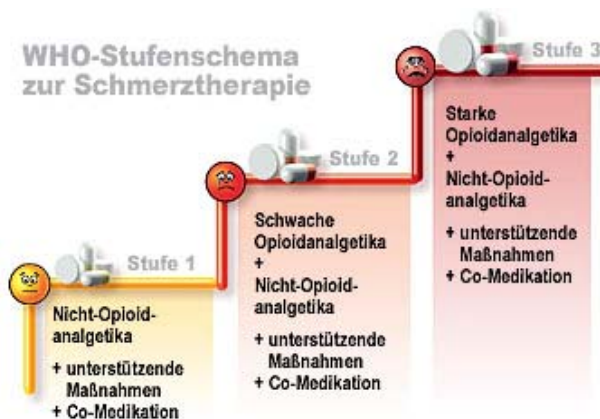 WHO-Stufenschema
zur Schmerztherapie
Stufe 1
Nicht-Opioid-
analgetika
+ unterstützende
Maßnahmen
+ Co-Medikation
Stufe 2
Schwache
Opioidanalgetika
+
Nicht-Opioid-
analgetika
+ unterstützende
Maßnahmen
+ Co-Medikation
Stufe 3
Starke
Opioidanalgetika
+
Nicht-Opioid-
analgetika
+ unterstützende
Maßnahmen
+ Co-Medikation